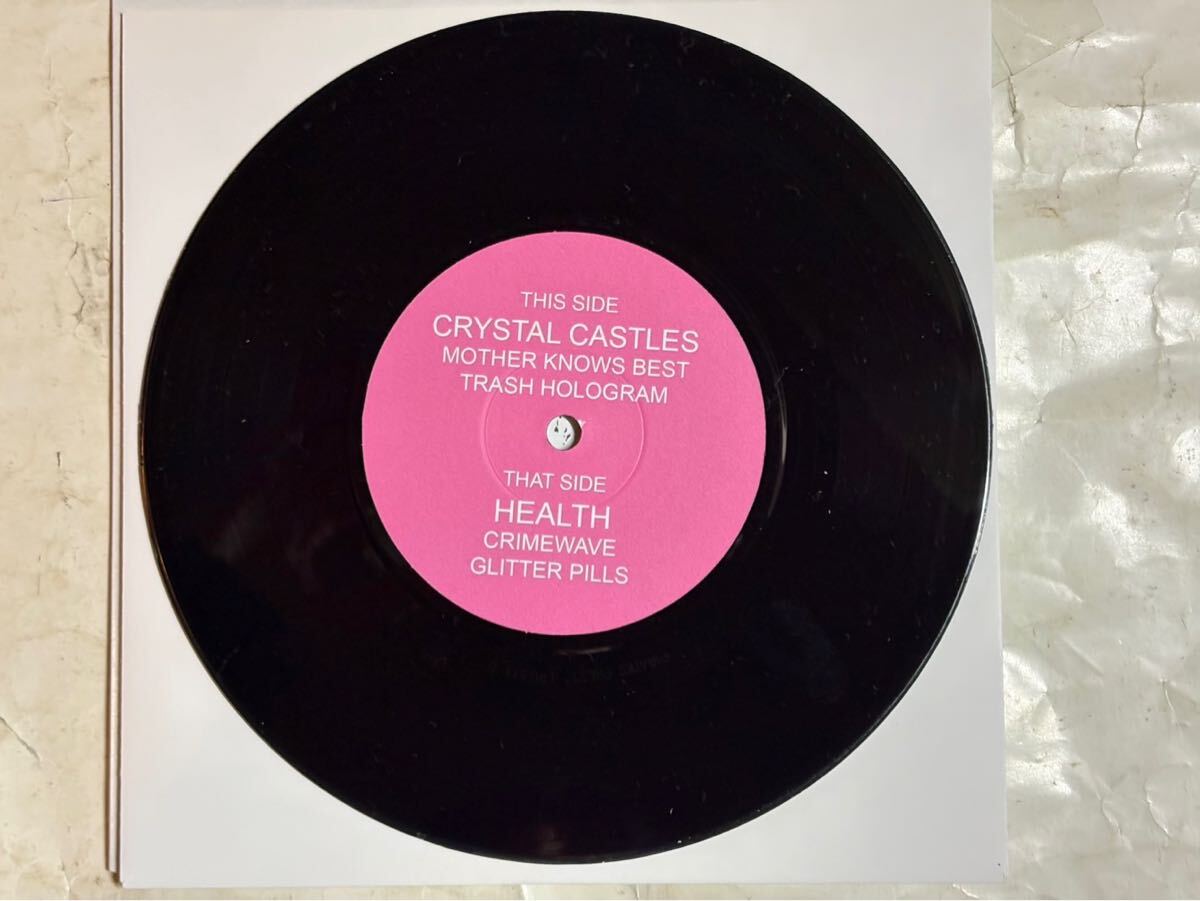 THIS SIDE
CRYSTAL CASTLES
MOTHER KNOWS BEST
TRASH HOLOGRAM
THAT SIDE
HEALTH
CRIMEWAVE
GLITTER PILLS